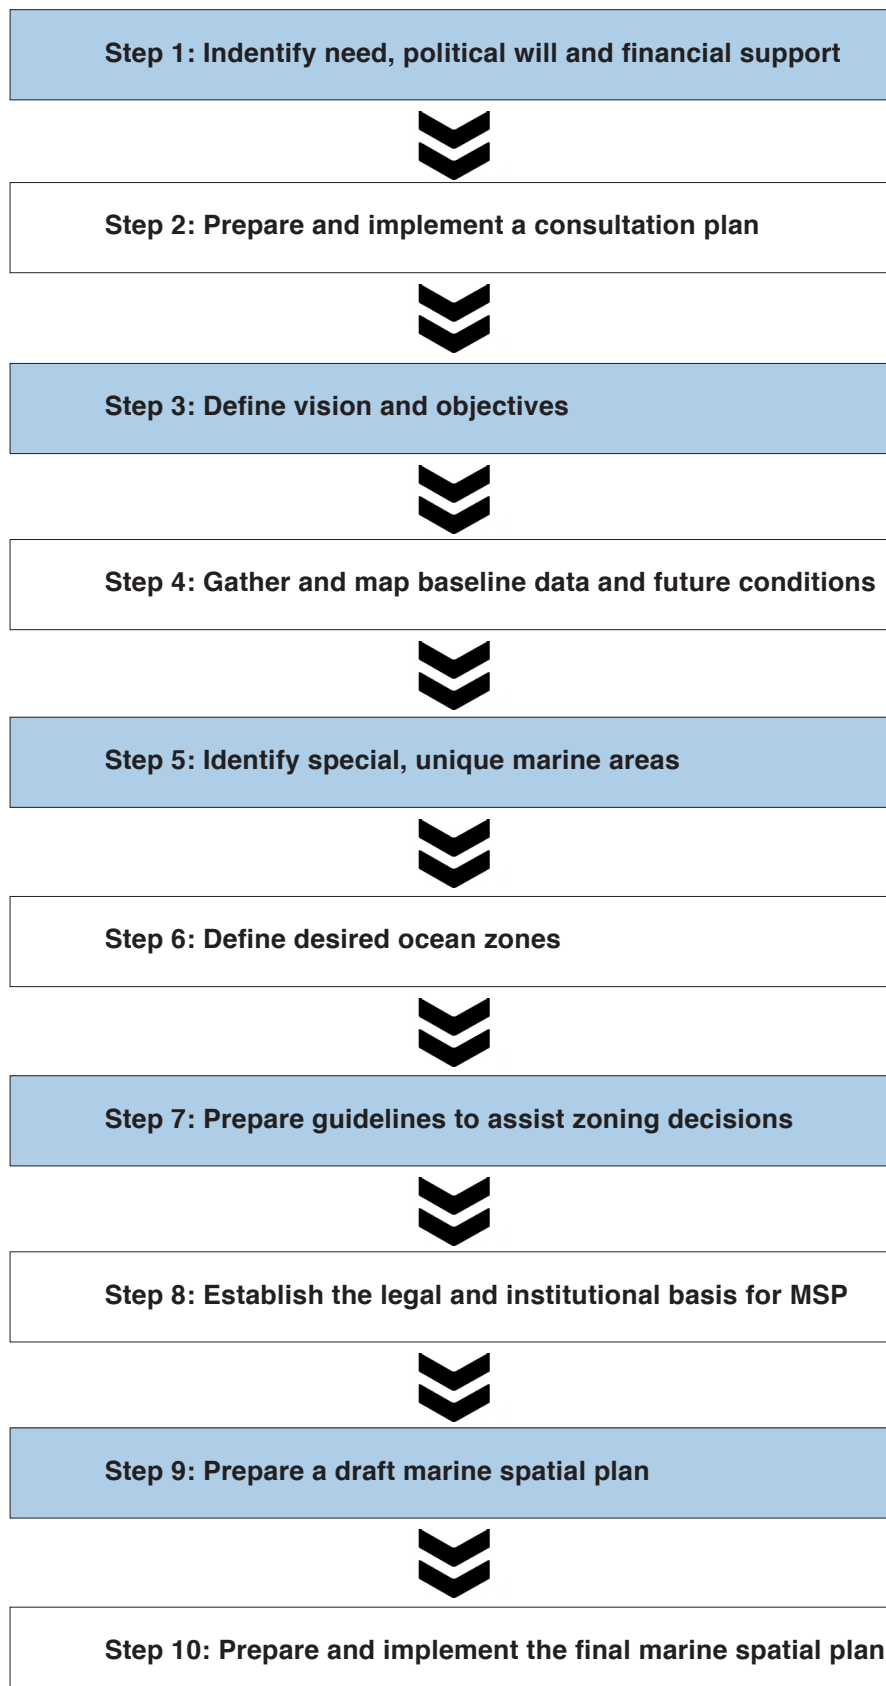 Step 1: Indentify need, political will and financial support
Step 2: Prepare and implement a consultation plan
Step 3: Define vision and objectives
Step 4: Gather and map baseline data and future conditions
Step 5: Identify special, unique marine areas
Step 6: Define desired ocean zones
Step 7: Prepare guidelines to assist zoning decisions
Step 8: Establish the legal and institutional basis for MSP
Step 9: Prepare a draft marine spatial plan
Step 10: Prepare and implement the final marine spatial plan